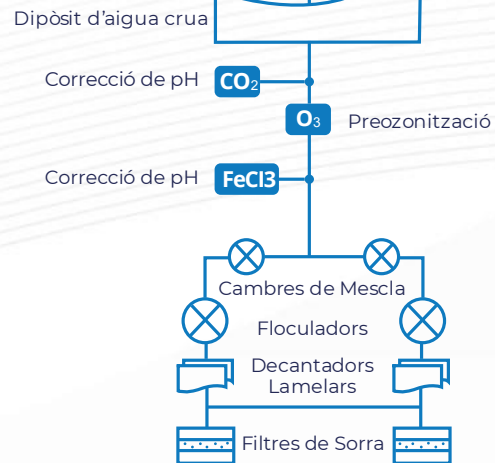 Dipòsit d'aigua crua
Correcció de pH CO₂
O₃ Preozonització
Correcció de pH FeCl3
Cambres de Mescla
Floculadors
Decantadors
Lamelars
Filtres de Sorra